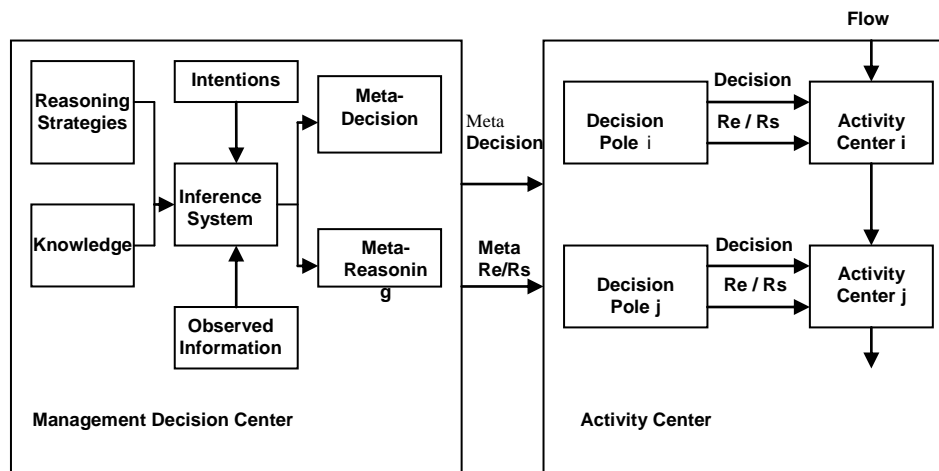 Flow
Reasoning
Strategies
Knowledge
Intentions
Inference
System
Observed
Information
Meta-
Decision
Meta-
Reasonin
g
Management Decision Center
Meta
Decision
Meta
Re/Rs
Decision
Pole i
Decision
Re / Rs
Activity
Center i
Decision
Pole j
Decision
Re / Rs
Activity
Center j
Activity Center